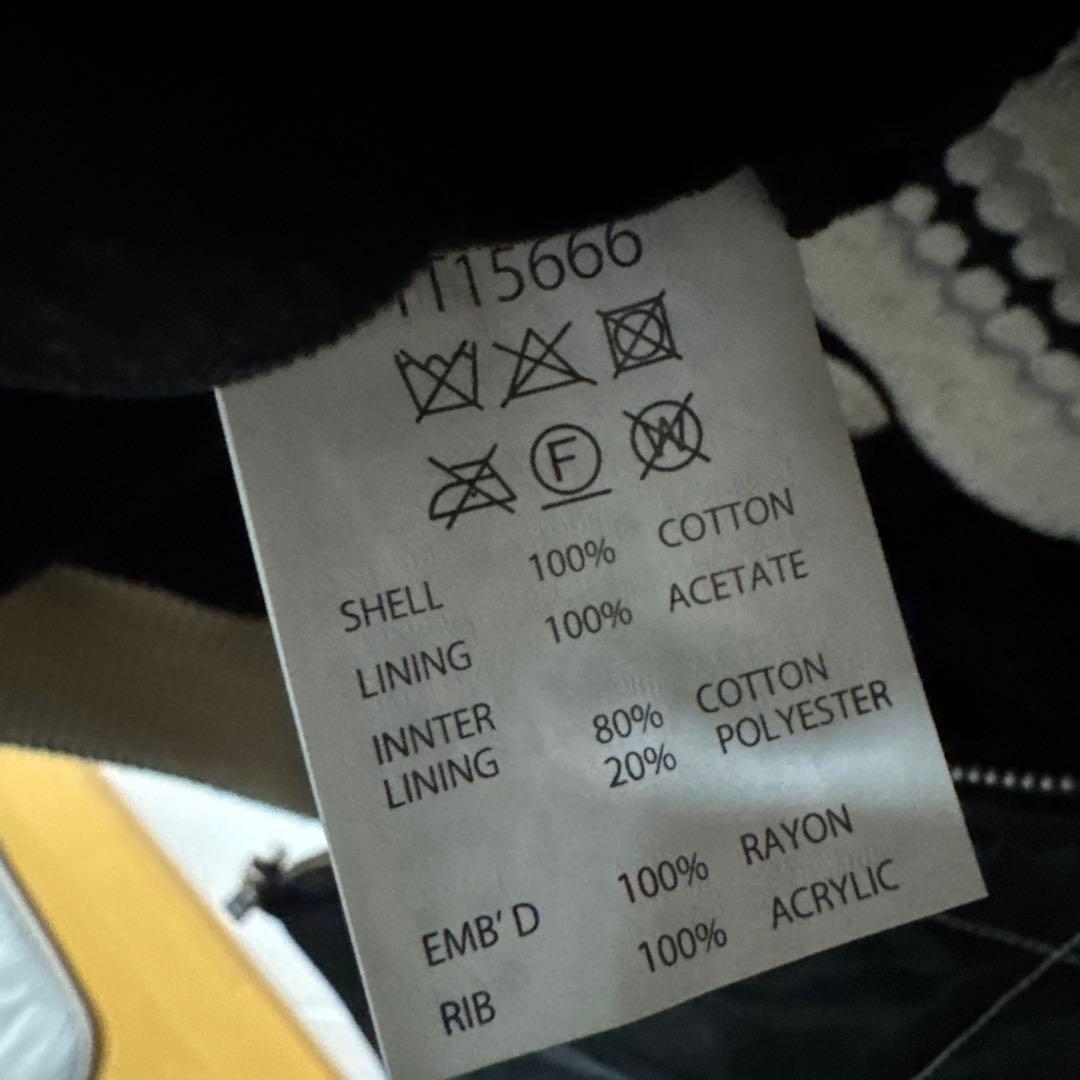 TT15666
F
W
SHELL 100% COTTON
LINING 100% ACETATE
INNTER 80% COTTON
LINING 20% POLYESTER
EMB' D 100% RAYON
RIB 100% ACRYLIC